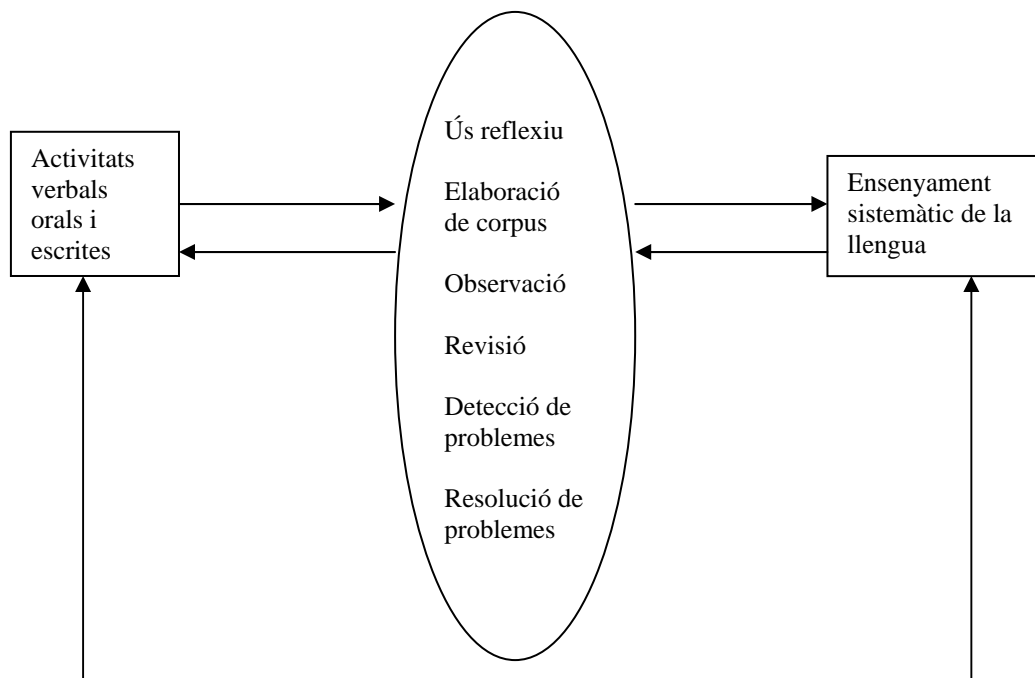 Activitats
verbals
orals i
escrites
Ús reflexiu
Elaboració
de corpus
Observació
Revisió
Detecció de
problemes
Resolució de
problemes
Ensenyament
sistemàtic de la
llengua